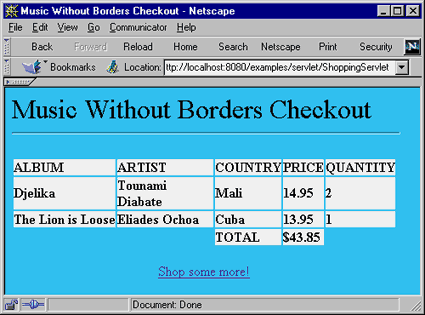 Music Without Borders Checkout - Netscape
File Edit View Go Communicator Help
Back Forward Reload Home Search Netscape Print Security N
Bookmarks Location: ttp://localhost:8080/examples/servlet/ShoppingServlet
Music Without Borders Checkout
ALBUM ARTIST COUNTRY PRICE QUANTITY
Djelika Tounami Diabate Mali 14.95 2
The Lion is Loose Eliades Ochoa Cuba 13.95 1
TOTAL $43.85
Shop some more!
Document: Done